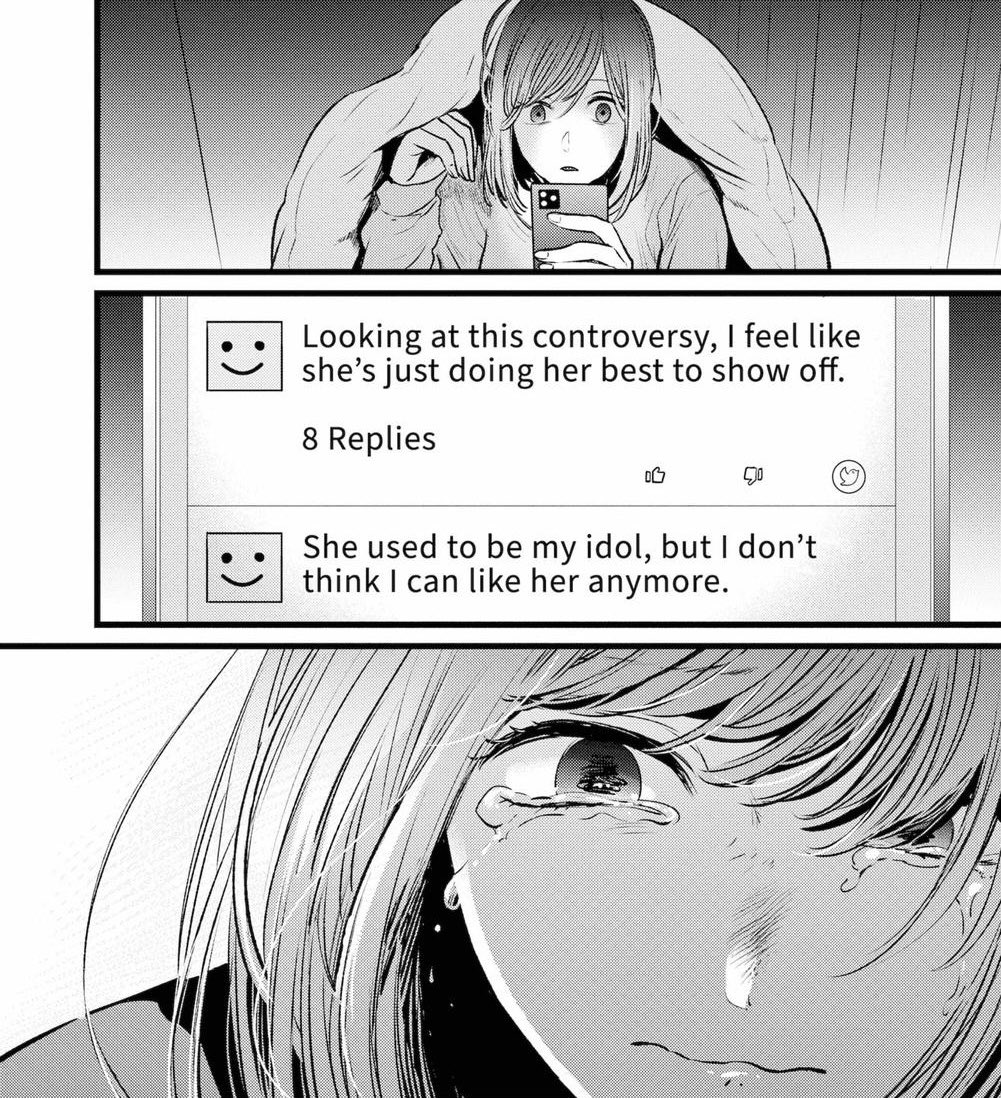 Looking at this controversy, I feel like
she’s just doing her best to show off.
8 Replies
She used to be my idol, but I don’t
think I can like her anymore.